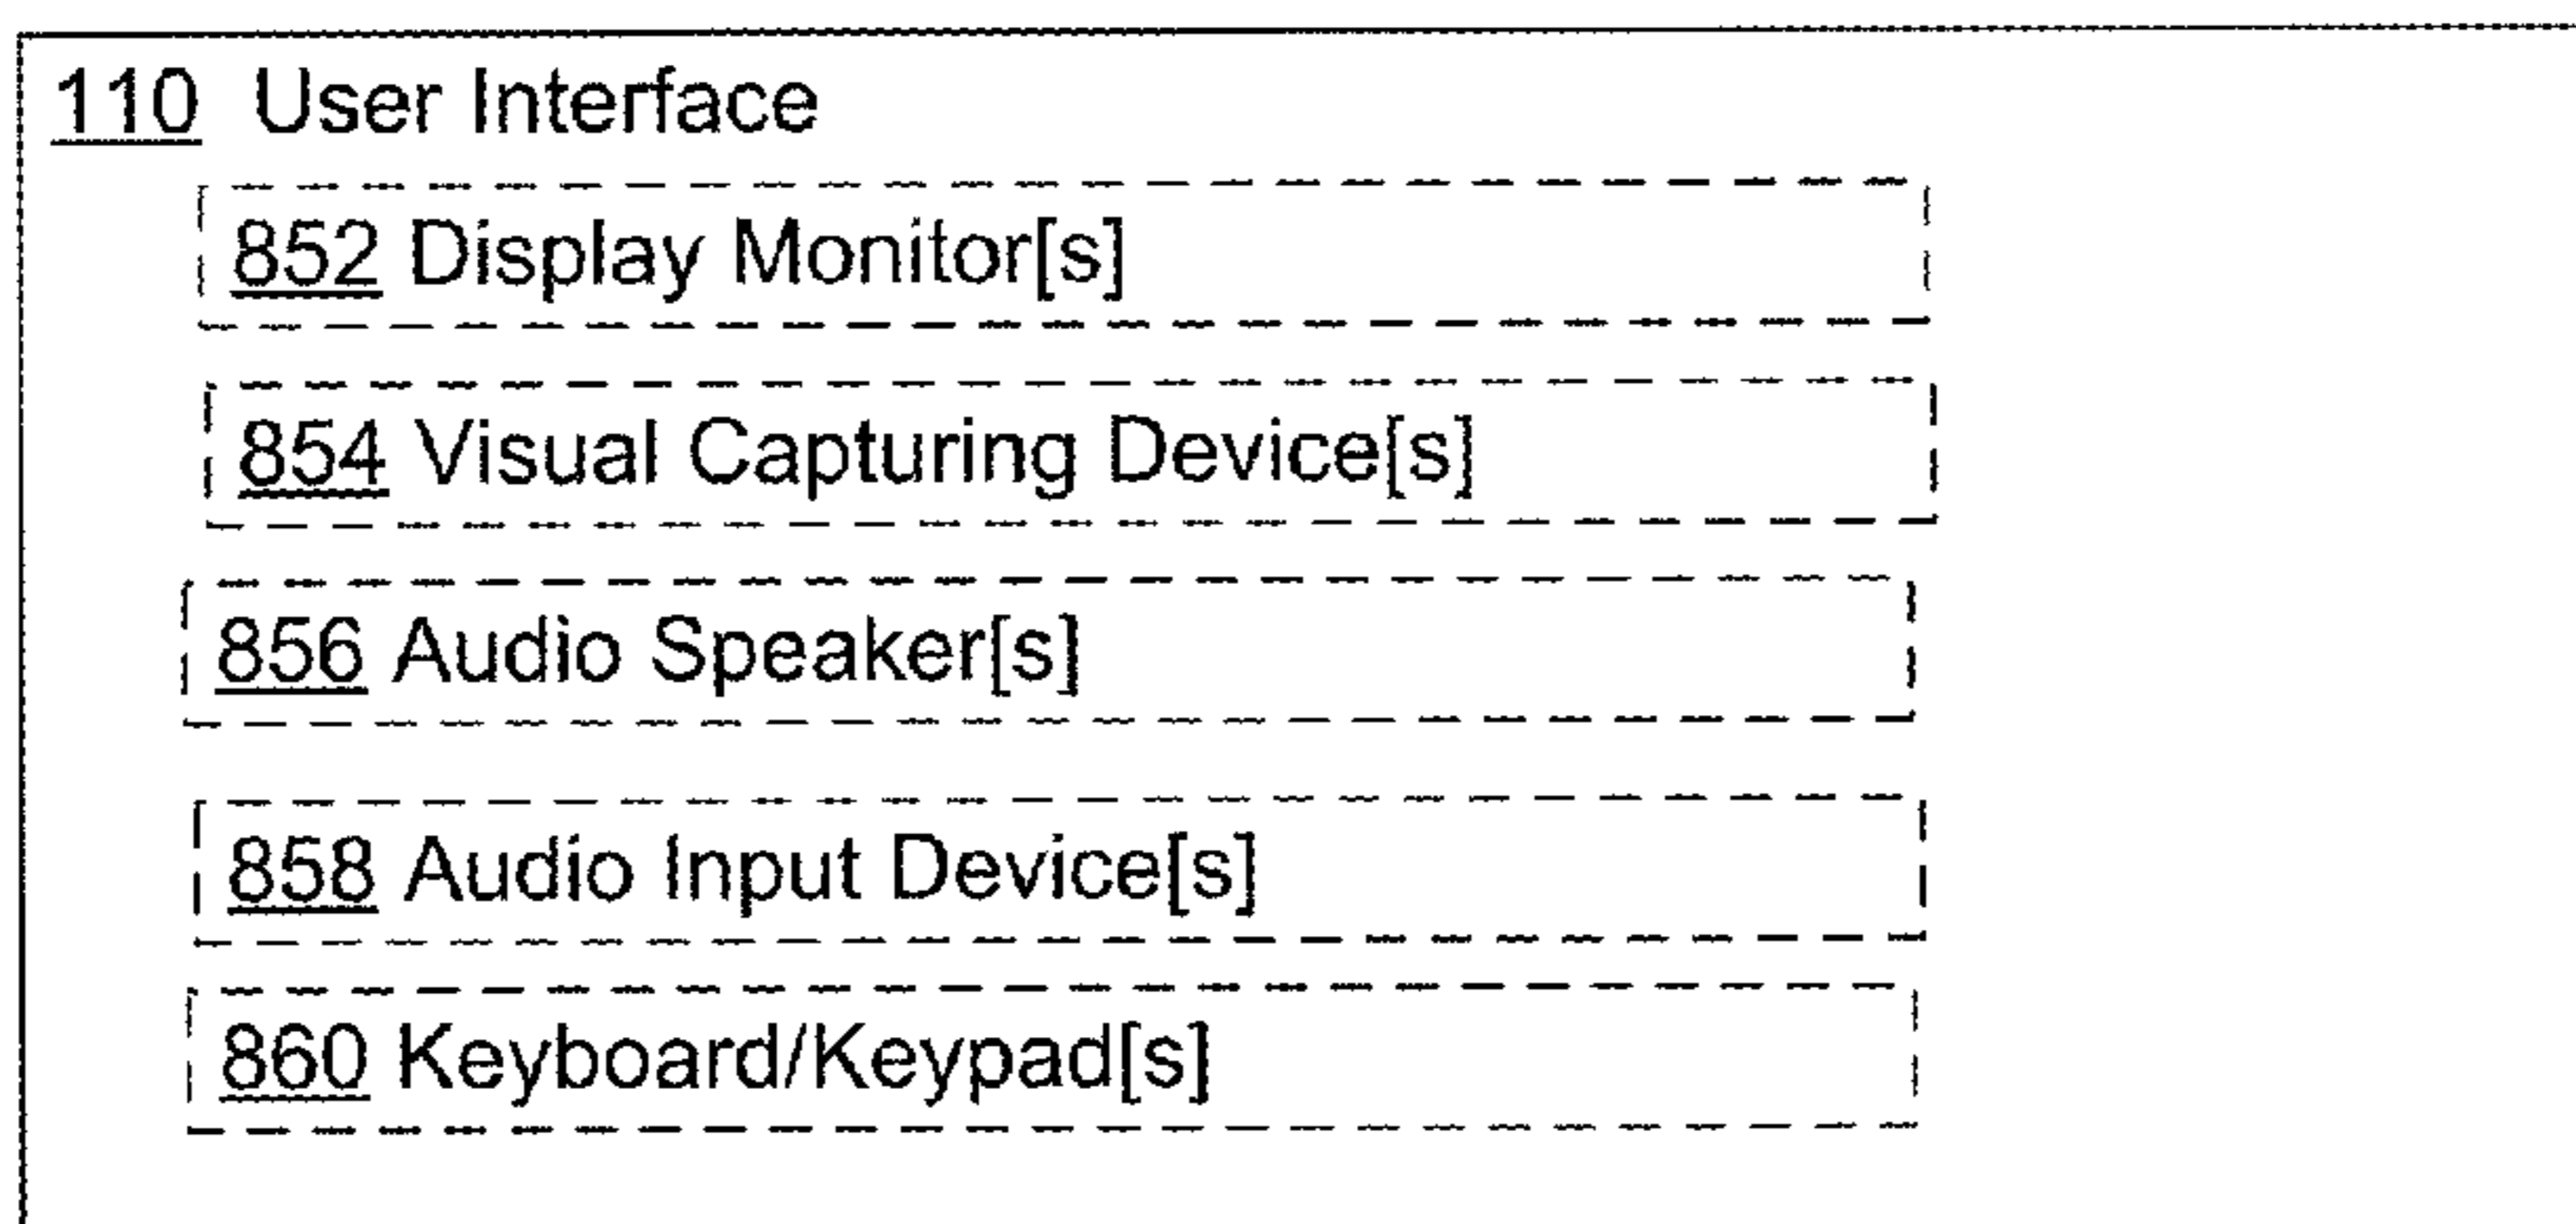 110 User Interface
852 Display Monitor[s]
854 Visual Capturing Device[s]
856 Audio Speaker[s]
858 Audio Input Device[s]
860 Keyboard/Keypad[s]